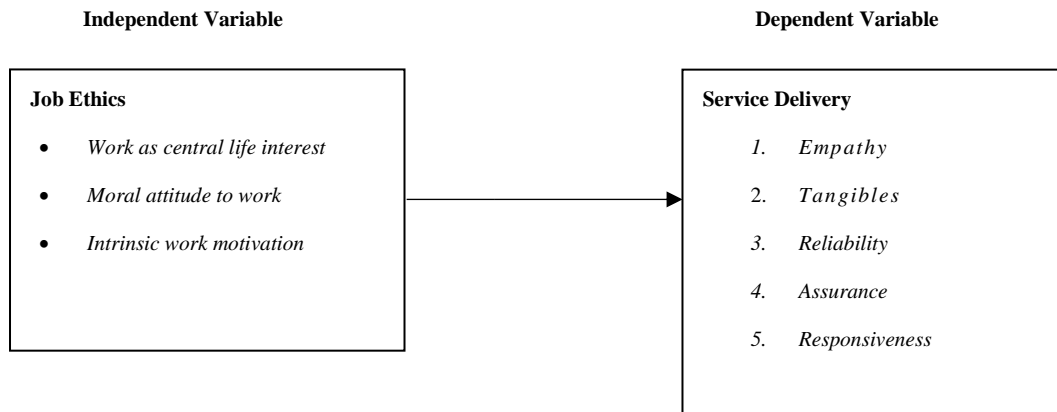 Independent Variable
Dependent Variable
Job Ethics
• Work as central life interest
• Moral attitude to work
• Intrinsic work motivation
Service Delivery
1. Empathy
2. Tangibles
3. Reliability
4. Assurance
5. Responsiveness